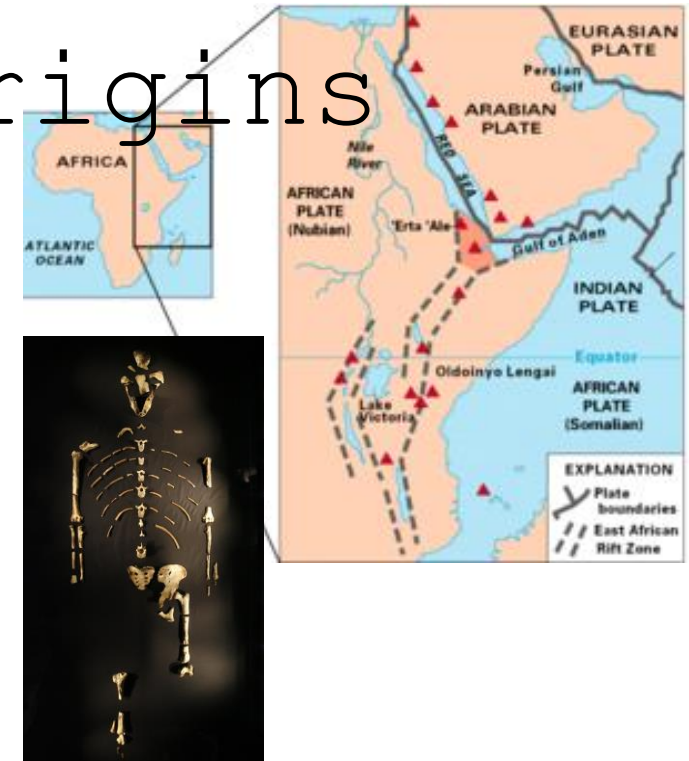 rigins
AFRICA
ATLANTIC
OCEAN
EURASIAN
PLATE
Persian
Gulf
ARABIAN
PLATE
RED SEA
Nile
River
AFRICAN
PLATE
(Nubian)
'Erta 'Ale
Gulf of Aden
INDIAN
PLATE
Equator
Oldoinyo Lengai
Lake
Victoria
AFRICAN
PLATE
(Somalian)
EXPLANATION
Plate
boundaries
East African
Rift Zone